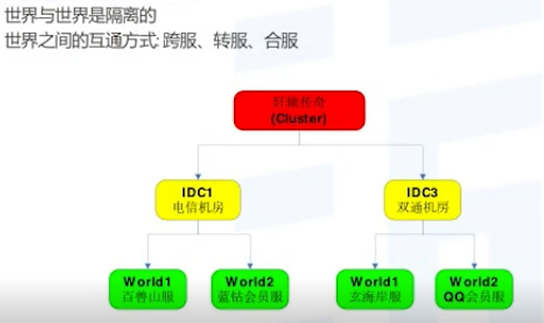 世界与世界是隔离的
世界之间的互通方式: 跨服、转服、合服
轩辕传奇
(Cluster)
IDC1
电信机房
IDC3
双通机房
World1
百兽山服
World2
蓝钻会员服
World1
玄海岸服
World2
QQ会员服